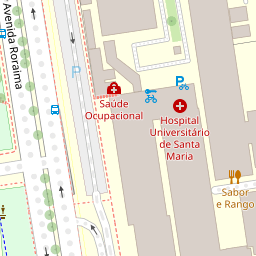 Avenida Roraima
P
P
Saúde
Ocupacional
Hospital
Universitário
de Santa
Maria
Sabor
e Rango